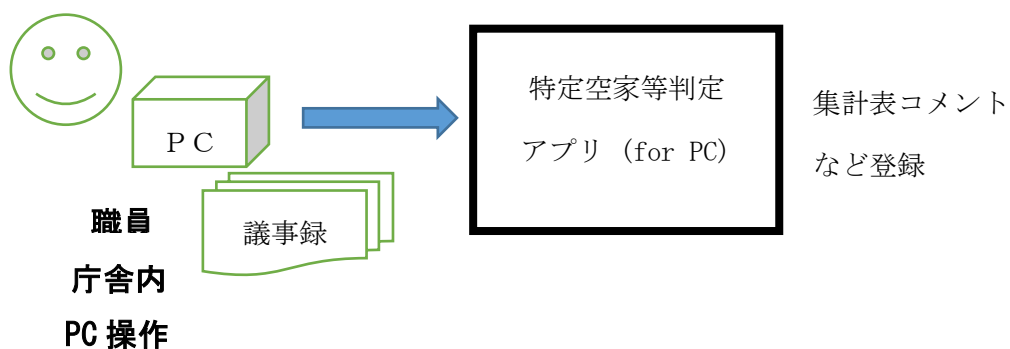 PC
議事録
職員
庁舎内
PC操作
特定空家等判定
アプリ (for PC)
集計表コメント
など登録